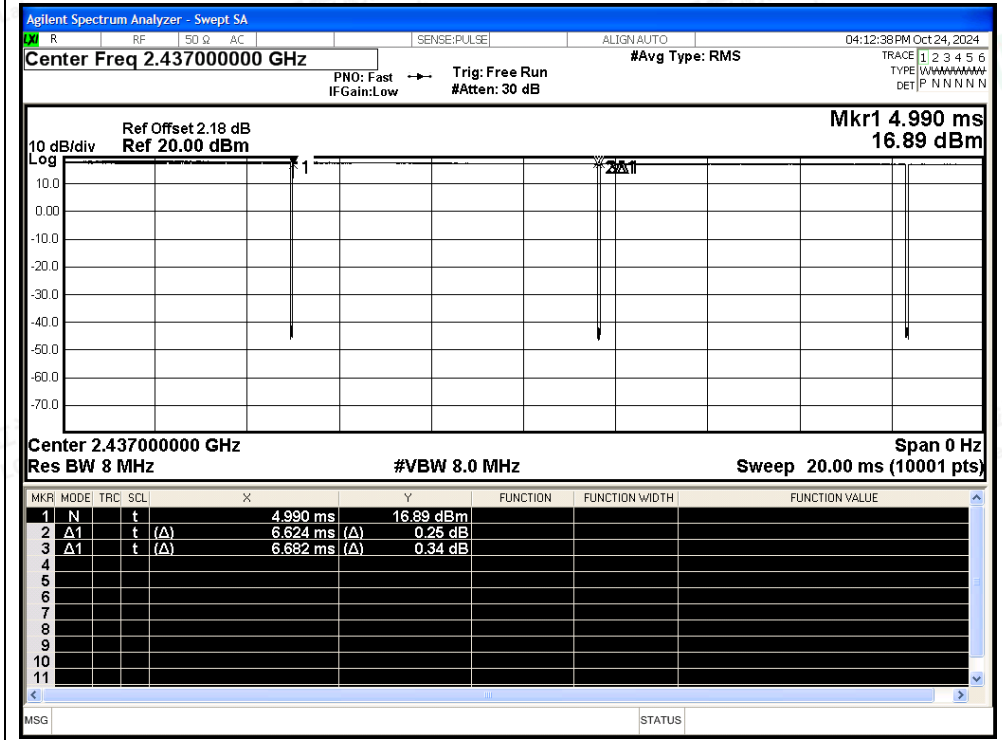 Agilent Spectrum Analyzer - Swept SA
LXI R RF 50 Ω AC SENSE:PULSE ALIGN AUTO 04:12:38 PM Oct 24, 2024
Center Freq 2.437000000 GHz #Avg Type: RMS TRACE 1 2 3 4 5 6
PNO: Fast Trig: Free Run TYPE
IFGain:Low #Atten: 30 dB DET P N N N N N
Mkr1 4.990 ms
Ref Offset 2.18 dB
10 dB/div Ref 20.00 dBm 16.89 dBm
Log
1
10.0
0.00
-10.0
-20.0
-30.0
-40.0
-50.0
-60.0
-70.0
Center 2.437000000 GHz Span 0 Hz
Res BW 8 MHz #VBW 8.0 MHz Sweep 20.00 ms (10001 pts)
MKR MODE TRC SCL X Y FUNCTION FUNCTION WIDTH FUNCTION VALUE
1 N t 4.990 ms 16.89 dBm
2 Δ1 t (Δ) 6.624 ms (Δ) 0.25 dB
3 Δ1 t (Δ) 6.682 ms (Δ) 0.34 dB
4
5
6
7
8
9
10
11
MSG STATUS